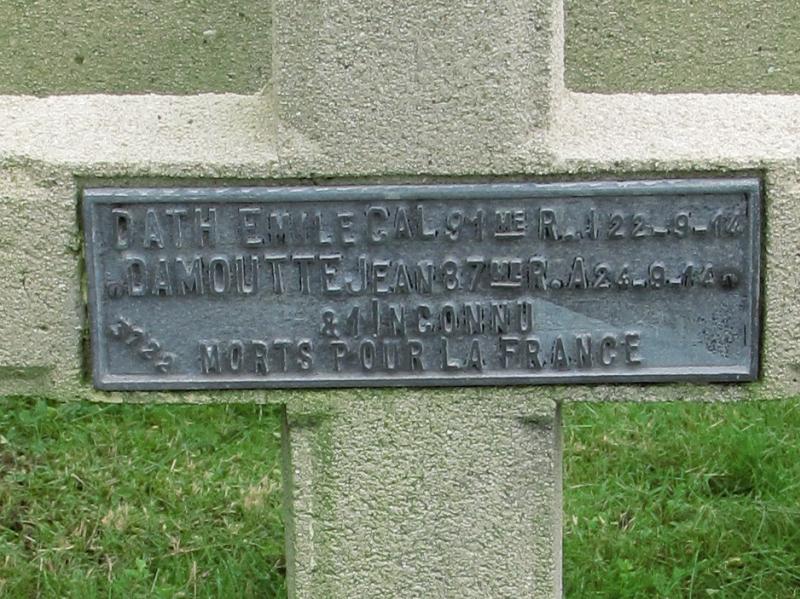 DATH EMILE CAL 91ME R.I 22-9-14
DAMOUTTE JEAN 87ME R.A 24-9-14
& 1 INCONNU
3722
MORTS POUR LA FRANCE